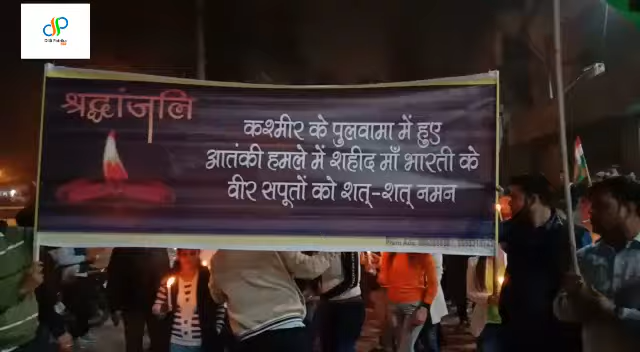 श्रद्धांजलि
कश्मीर के पुलवामा में हुए
आतंकी हमले में शहीद माँ भारती के
वीर सपूतों को शत्-शत् नमन